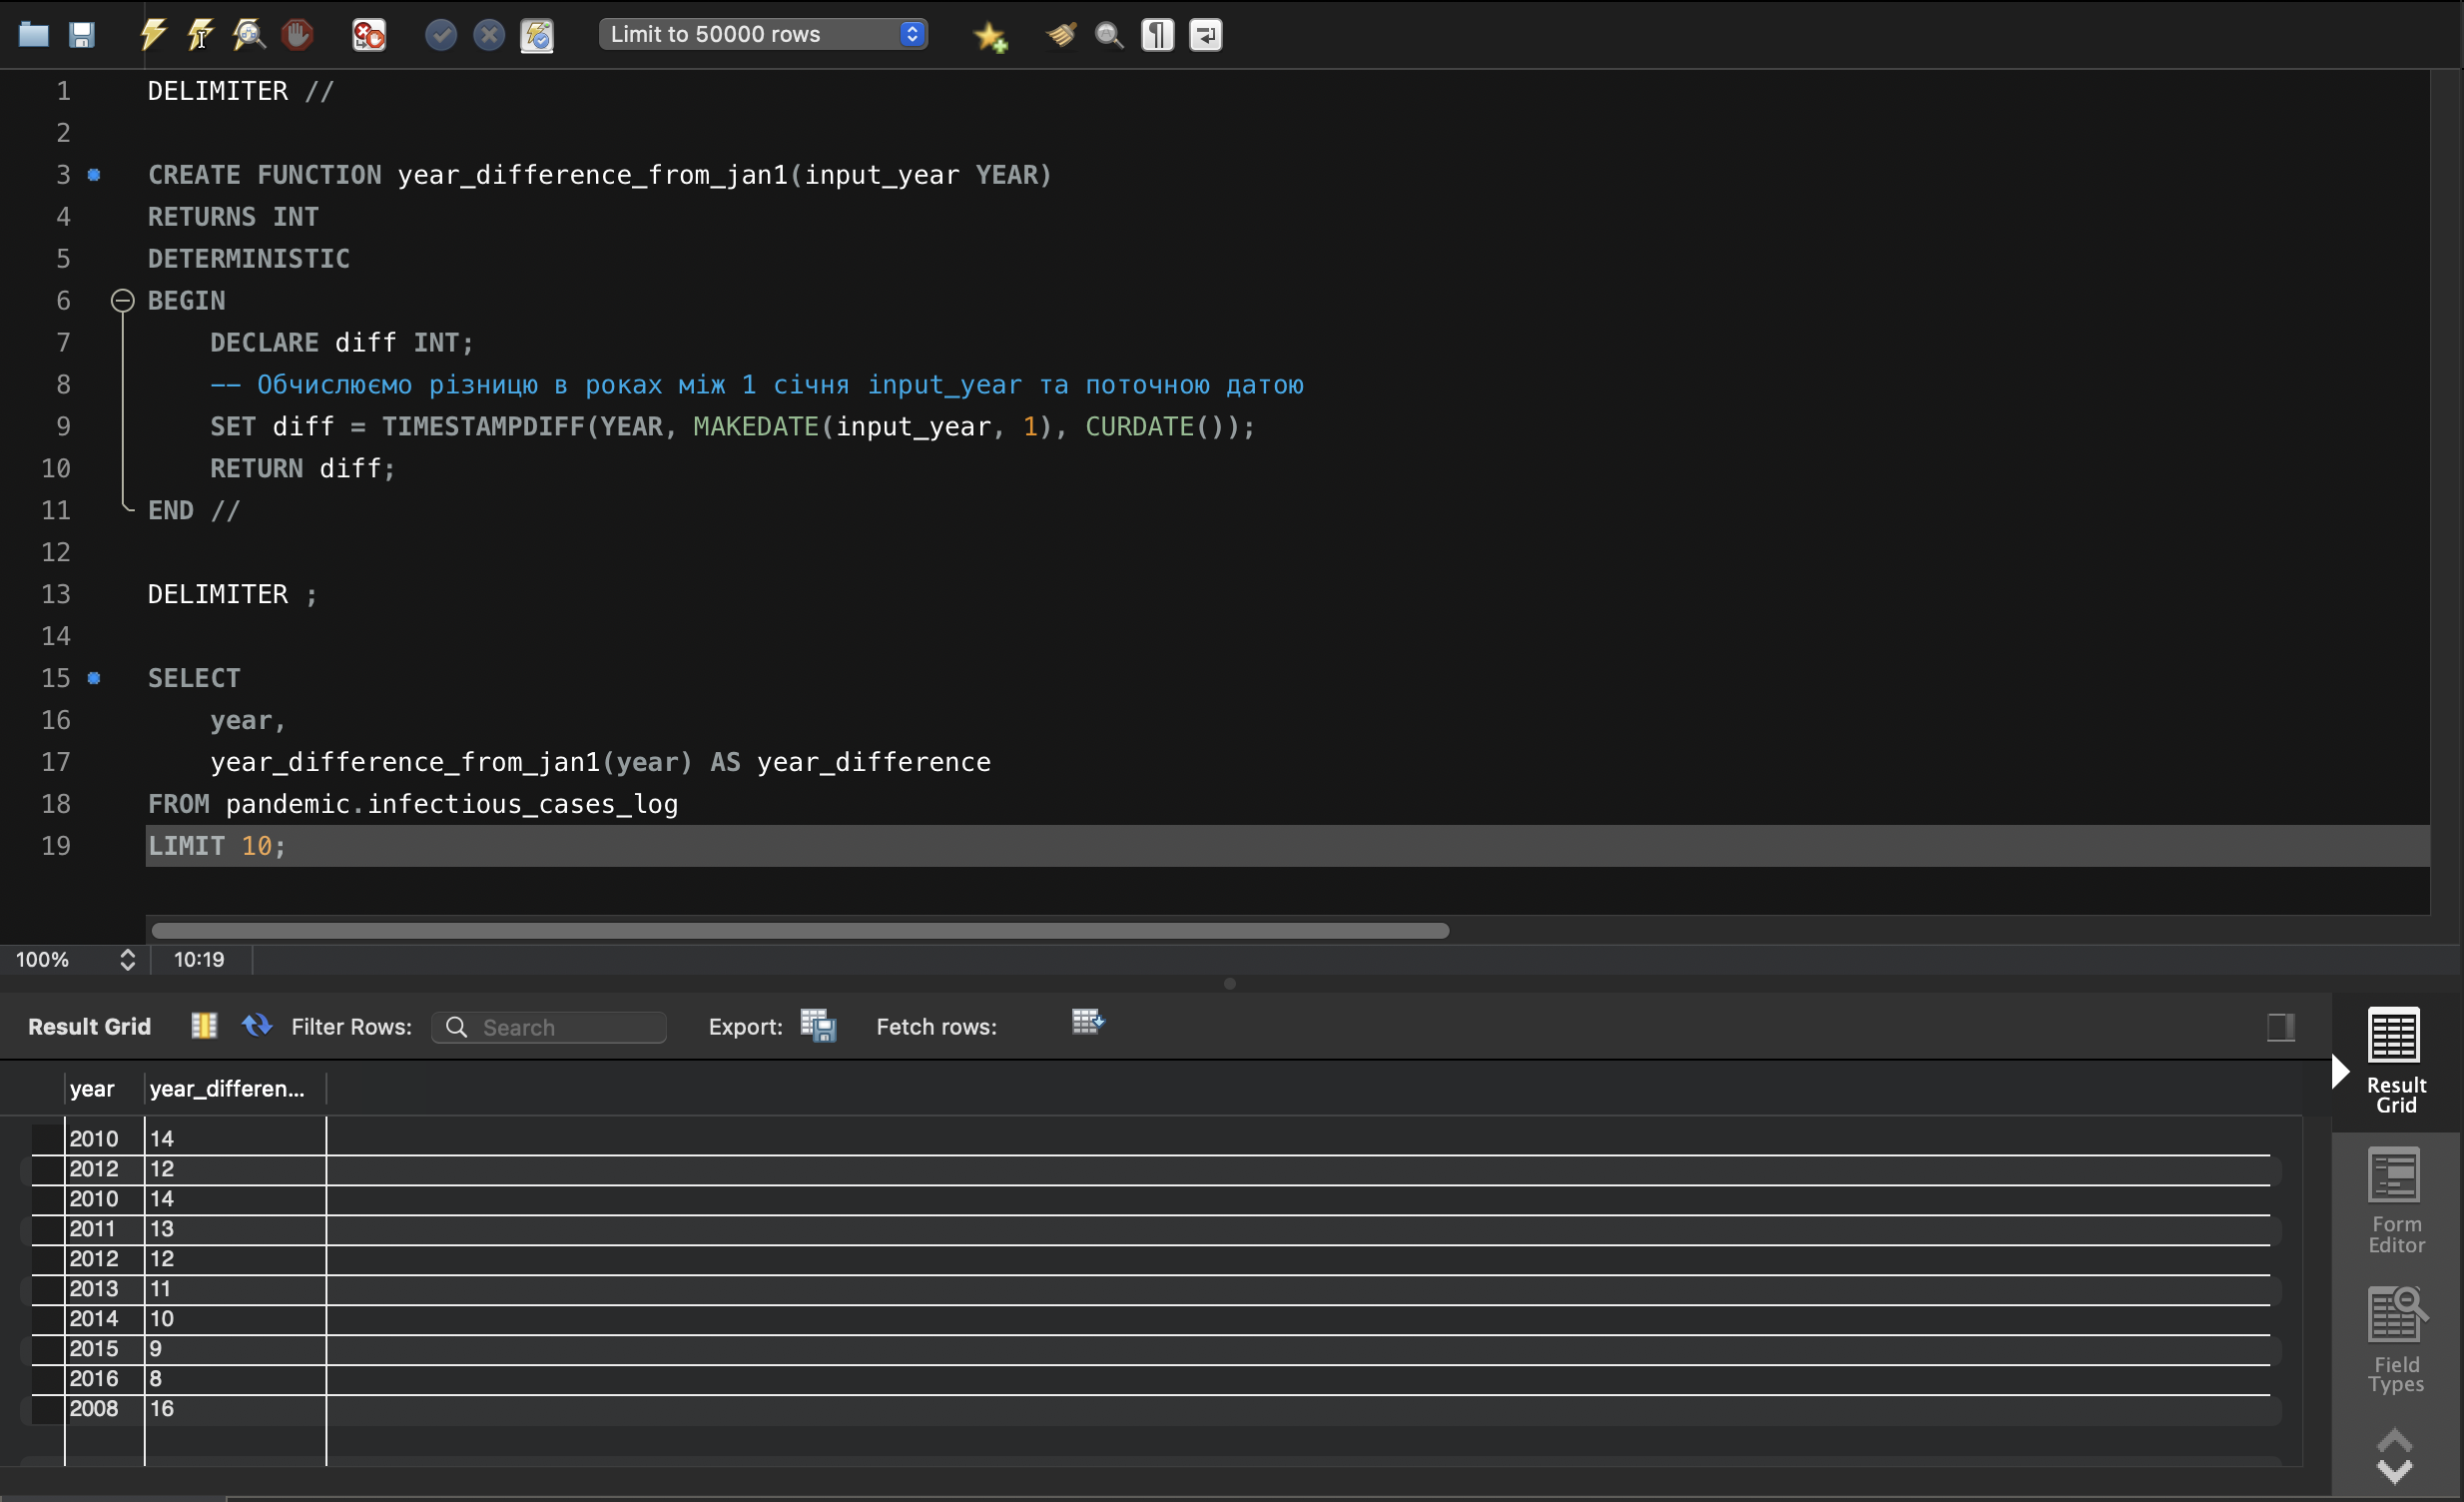 Limit to 50000 rows
1 DELIMITER //
2
3 CREATE FUNCTION year_difference_from_jan1(input_year YEAR)
4 RETURNS INT
5 DETERMINISTIC
6 BEGIN
7 DECLARE diff INT;
8 -- Обчислюємо різницю в роках між 1 січня input_year та поточною датою
9 SET diff = TIMESTAMPDIFF(YEAR, MAKEDATE(input_year, 1), CURDATE());
10 RETURN diff;
11 END //
12
13 DELIMITER ;
14
15 SELECT
16 year,
17 year_difference_from_jan1(year) AS year_difference
18 FROM pandemic.infectious_cases_log
19 LIMIT 10;
100% 10:19
Result Grid Filter Rows: Search Export: Fetch rows:
year year_differen...
2010 14
2012 12
2010 14
2011 13
2012 12
2013 11
2014 10
2015 9
2016 8
2008 16
Result
Grid
Form
Editor
Field
Types